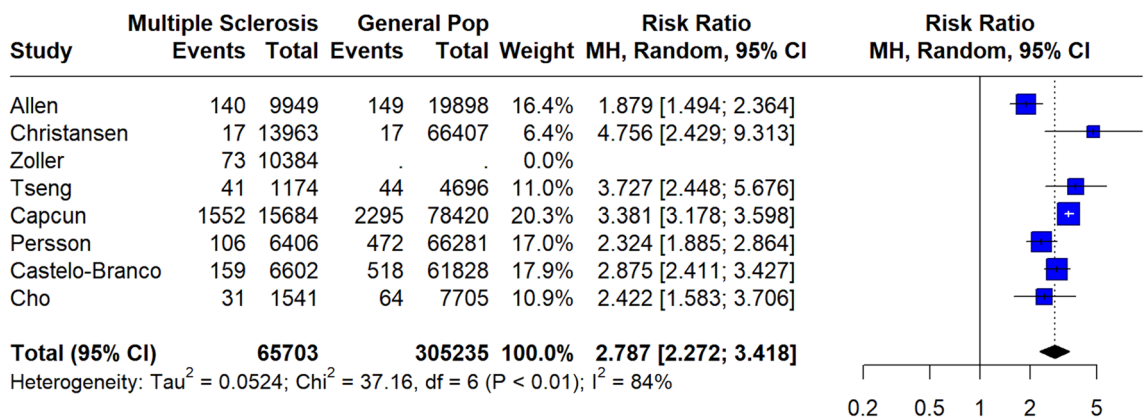 Multiple Sclerosis General Pop Risk Ratio Risk Ratio
Study Events Total Events Total Weight MH, Random, 95% CI MH, Random, 95% CI
Allen 140 9949 149 19898 16.4% 1.879 [1.494; 2.364]
Christansen 17 13963 17 66407 6.4% 4.756 [2.429; 9.313]
Zoller 73 10384 . . 0.0%
Tseng 41 1174 44 4696 11.0% 3.727 [2.448; 5.676]
Capcun 1552 15684 2295 78420 20.3% 3.381 [3.178; 3.598]
Persson 106 6406 472 66281 17.0% 2.324 [1.885; 2.864]
Castelo-Branco 159 6602 518 61828 17.9% 2.875 [2.411; 3.427]
Cho 31 1541 64 7705 10.9% 2.422 [1.583; 3.706]
Total (95% CI) 65703 305235 100.0% 2.787 [2.272; 3.418]
Heterogeneity: Tau² = 0.0524; Chi² = 37.16, df = 6 (P < 0.01); I² = 84%
0.2 0.5 1 2 5